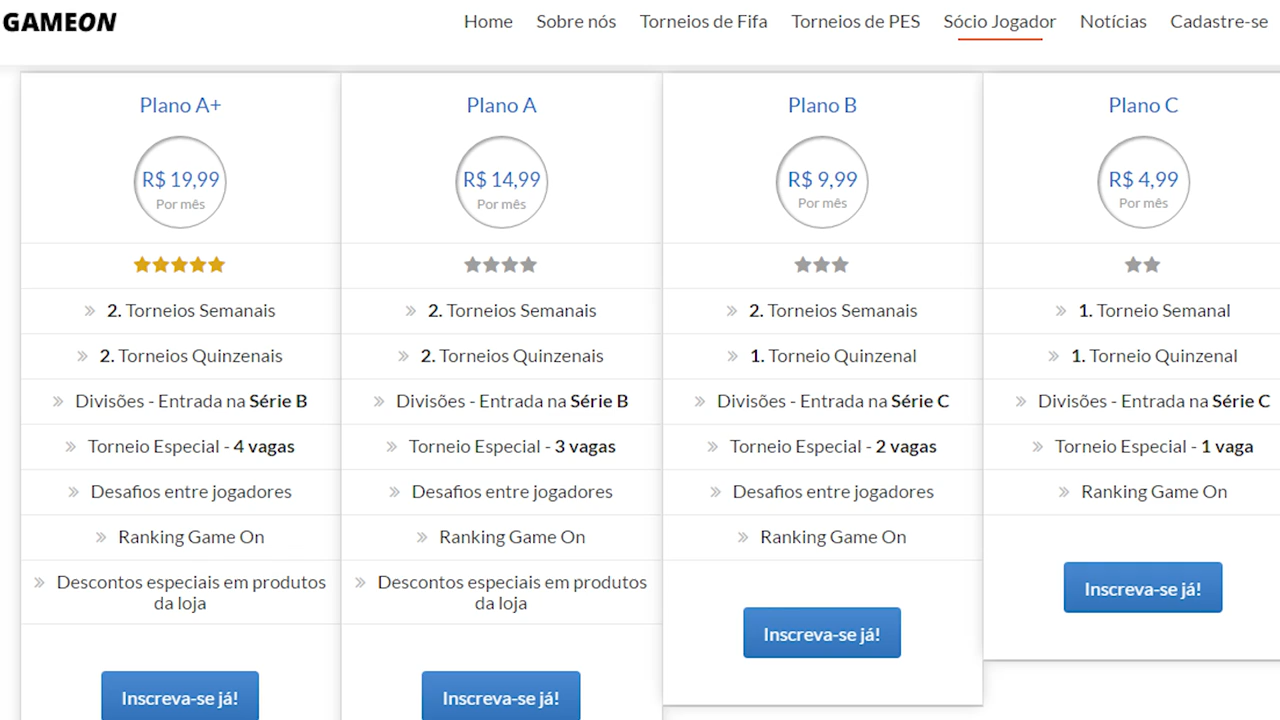 GAMEON
Home
Sobre nós
Torneios de Fifa
Torneios de PES
Sócio Jogador
Notícias
Cadastre-se
Plano A+
R$ 19,99
Por mês
2. Torneios Semanais
2. Torneios Quinzenais
Divisões - Entrada na Série B
Torneio Especial - 4 vagas
Desafios entre jogadores
Ranking Game On
Descontos especiais em produtos
da loja
Inscreva-se já!
Plano A
R$ 14,99
Por mês
2. Torneios Semanais
2. Torneios Quinzenais
Divisões - Entrada na Série B
Torneio Especial - 3 vagas
Desafios entre jogadores
Ranking Game On
Descontos especiais em produtos
da loja
Inscreva-se já!
Plano B
R$ 9,99
Por mês
2. Torneios Semanais
1. Torneio Quinzenal
Divisões - Entrada na Série C
Torneio Especial - 2 vagas
Desafios entre jogadores
Ranking Game On
Inscreva-se já!
Plano C
R$ 4,99
Por mês
1. Torneio Semanal
1. Torneio Quinzenal
Divisões - Entrada na Série C
Torneio Especial - 1 vaga
Ranking Game On
Inscreva-se já!